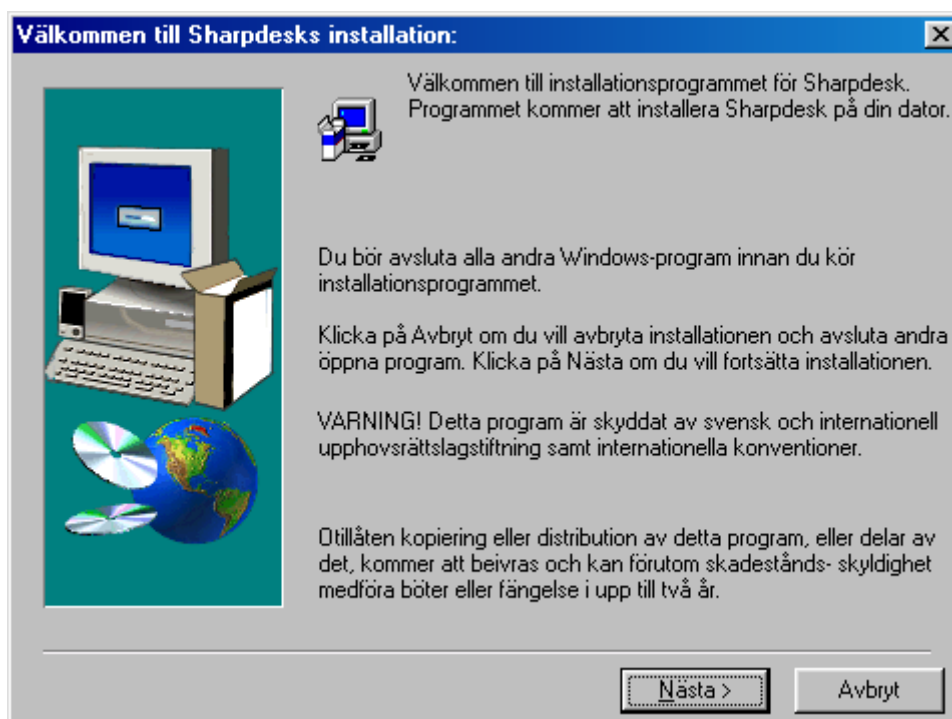 Välkommen till Sharpdesks installation:
Välkommen till installationsprogrammet för Sharpdesk.
Programmet kommer att installera Sharpdesk på din dator.
Du bör avsluta alla andra Windows-program innan du kör
installationsprogrammet.
Klicka på Avbryt om du vill avbryta installationen och avsluta andra
öppna program. Klicka på Nästa om du vill fortsätta installationen.
VARNING! Detta program är skyddat av svensk och internationell
upphovsrättslagstiftning samt internationella konventioner.
Otillåten kopiering eller distribution av detta program, eller delar av
det, kommer att beivras och kan förutom skadestånds- skyldighet
medföra böter eller fängelse i upp till två år.
Nästa >
Avbryt